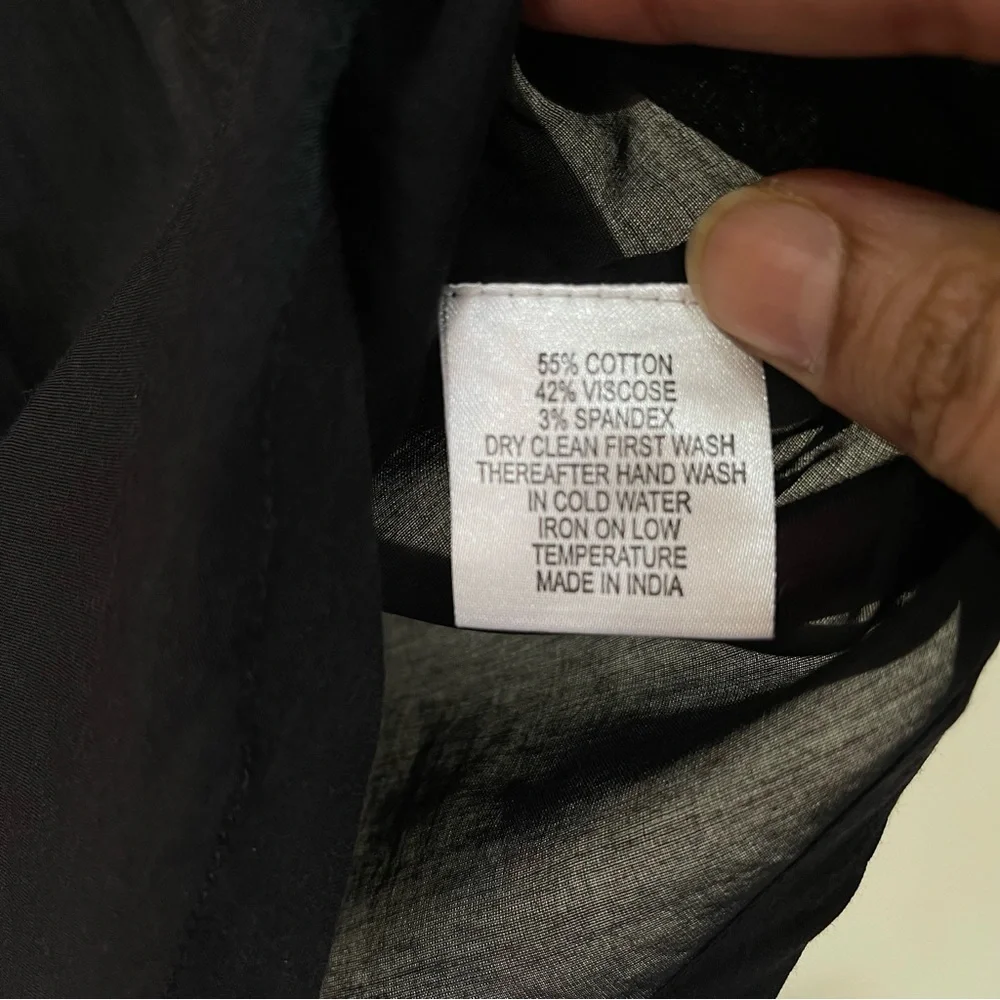 55% COTTON
42% VISCOSE
3% SPANDEX
DRY CLEAN FIRST WASH
THEREAFTER HAND WASH
IN COLD WATER
IRON ON LOW
TEMPERATURE
MADE IN INDIA